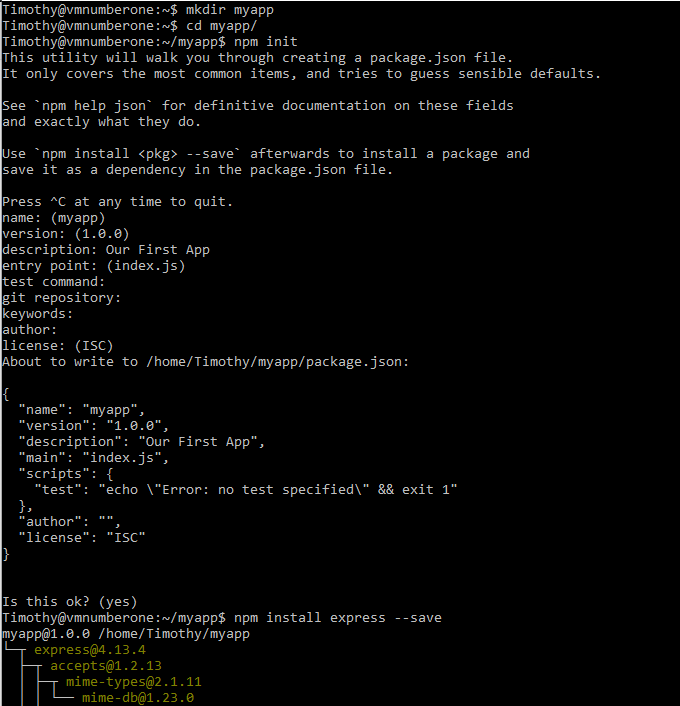 Timothy@vmnumberone:~$ mkdir myapp
Timothy@vmnumberone:~$ cd myapp/
Timothy@vmnumberone:~/myapp$ npm init
This utility will walk you through creating a package.json file.
It only covers the most common items, and tries to guess sensible defaults.

See `npm help json` for definitive documentation on these fields
and exactly what they do.

Use `npm install <pkg> --save` afterwards to install a package and
save it as a dependency in the package.json file.

Press ^C at any time to quit.
name: (myapp)
version: (1.0.0)
description: Our First App
entry point: (index.js)
test command:
git repository:
keywords:
author:
license: (ISC)
About to write to /home/Timothy/myapp/package.json:

{
  "name": "myapp",
  "version": "1.0.0",
  "description": "Our First App",
  "main": "index.js",
  "scripts": {
    "test": "echo \"Error: no test specified\" && exit 1"
  },
  "author": "",
  "license": "ISC"
}

Is this ok? (yes)
Timothy@vmnumberone:~/myapp$ npm install express --save
myapp@1.0.0 /home/Timothy/myapp
└─┬ express@4.13.4
  ├─┬ accepts@1.2.13
  │ ├─┬ mime-types@2.1.11
  │ │ └── mime-db@1.23.0